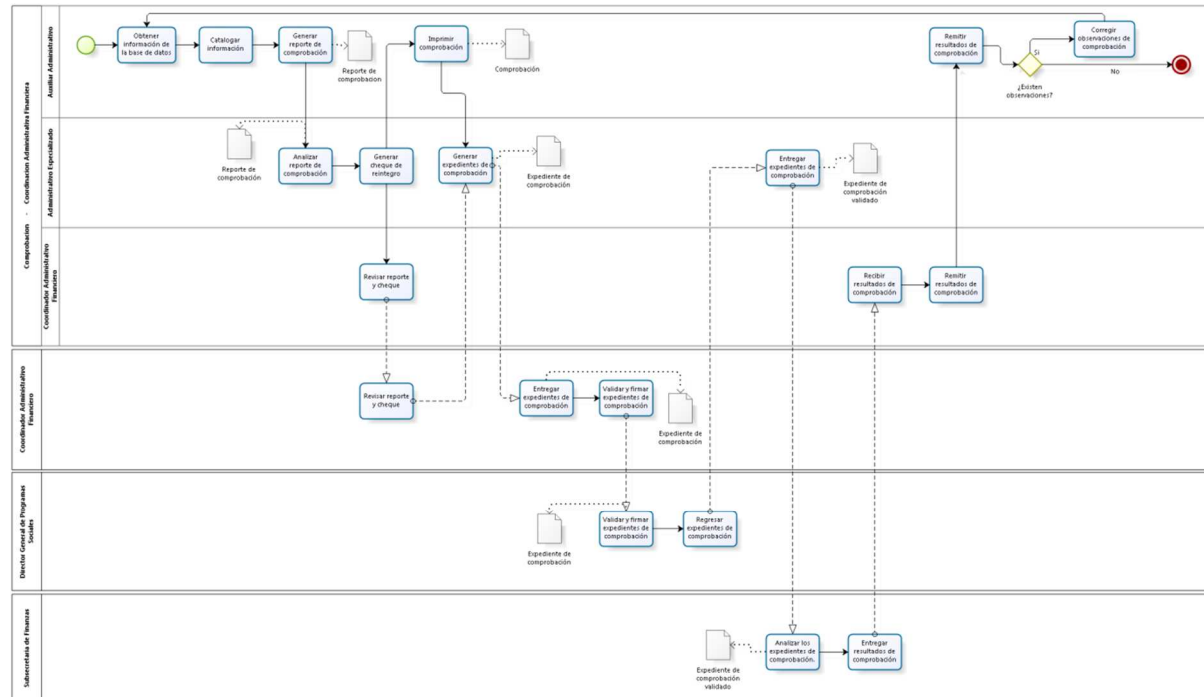 Comprobacion - Coordinacion Administrativa Financiera
Auxiliar Administrativo
Obtener
información de
la base de datos
Catalogar
información
Generar
reporte de
comprobación
Reporte de
comprobacion
Imprimir
comprobación
Comprobación
Remitir
resultados de
comprobación
¿Existen
observaciones?
Si
No
Corregir
observaciones de
comprobación
Administrativo Especializado
Reporte de
comprobación
Analizar
reporte de
comprobación
Generar
cheque de
reintegro
Generar
expedientes de
comprobación
Expediente de
comprobación
Entregar
expedientes de
comprobación
Expediente de
comprobación
validado
Coordinador Administrativo
Financiero
Revisar reporte
y cheque
Recibir
resultados de
comprobación
Remitir
resultados de
comprobación
Coordinador Administrativo
Financiero
Revisar reporte
y cheque
Entregar
expedientes de
comprobación
Validar y firmar
expedientes de
comprobación
Expediente de
comprobación
Director General de Programas
Sociales
Expediente de
comprobación
Validar y firmar
expedientes de
comprobación
Regresar
expedientes de
comprobación
Subsecretaria de Finanzas
Expediente de
comprobación
validado
Analizar los
expedientes de
comprobación.
Entregar
resultados de
comprobación